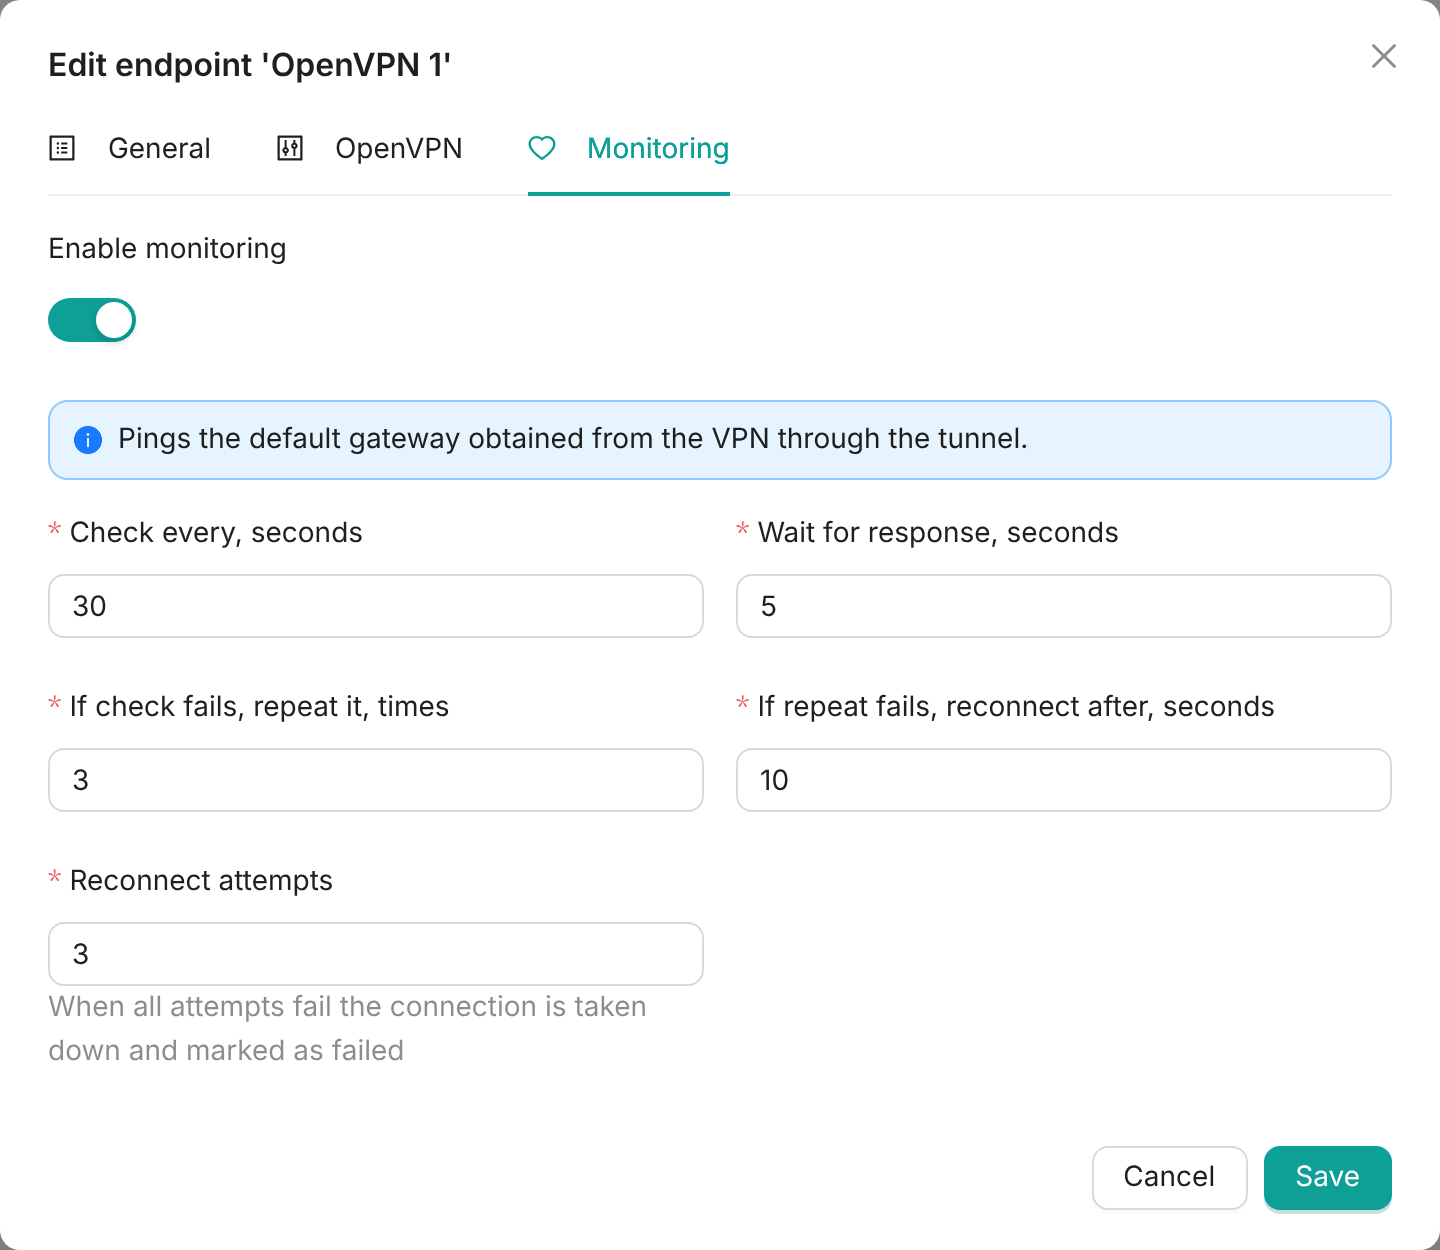 Edit endpoint 'OpenVPN 1'
General
OpenVPN
Monitoring
Enable monitoring
Pings the default gateway obtained from the VPN through the tunnel.
* Check every, seconds
* Wait for response, seconds
30
5
* If check fails, repeat it, times
* If repeat fails, reconnect after, seconds
3
10
* Reconnect attempts
3
When all attempts fail the connection is taken
down and marked as failed
Cancel
Save